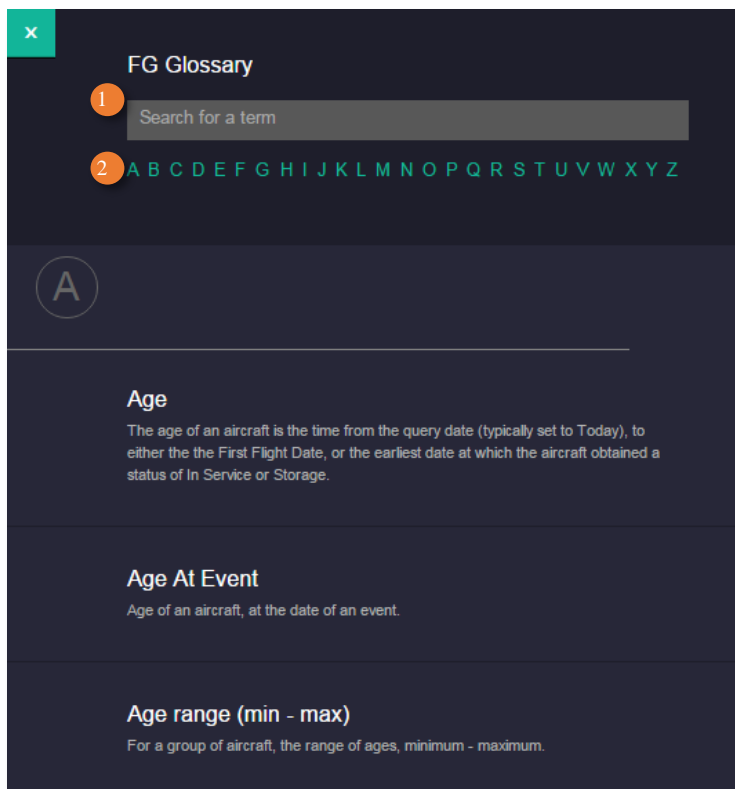 x
FG Glossary
1
Search for a term
2
A B C D E F G H I J K L M N O P Q R S T U V W X Y Z
A
Age
The age of an aircraft is the time from the query date (typically set to Today), to
either the the First Flight Date, or the earliest date at which the aircraft obtained a
status of In Service or Storage.
Age At Event
Age of an aircraft, at the date of an event.
Age range (min - max)
For a group of aircraft, the range of ages, minimum - maximum.